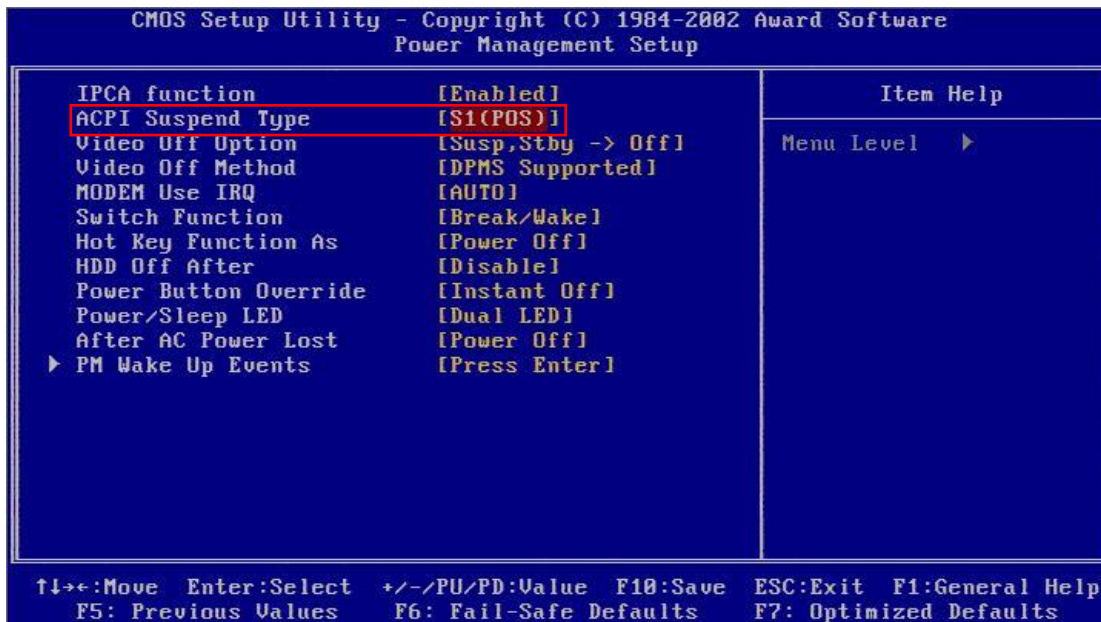 CMOS Setup Utility - Copyright (C) 1984-2002 Award Software
Power Management Setup
IPCA function [Enabled]
ACPI Suspend Type [S1(POS)]
Video Off Option [Susp,Stby -> Off]
Video Off Method [DPMS Supported]
MODEM Use IRQ [AUTO]
Switch Function [Break/Wake]
Hot Key Function As [Power Off]
HDD Off After [Disable]
Power Button Override [Instant Off]
Power/Sleep LED [Dual LED]
After AC Power Lost [Power Off]
▶ PM Wake Up Events [Press Enter]
Item Help
Menu Level ▶
↑↓→←:Move Enter:Select +/-/PU/PD:Value F10:Save ESC:Exit F1:General Help
F5: Previous Values F6: Fail-Safe Defaults F7: Optimized Defaults